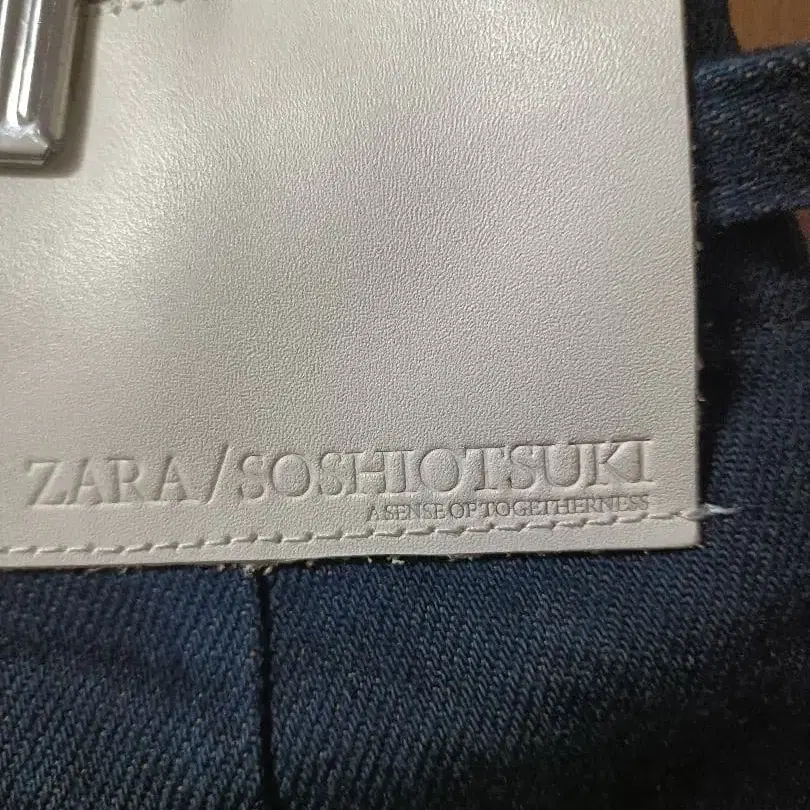 ZARA/SOSHIOTSUKI
A SENSE OF TOGETHERNESS